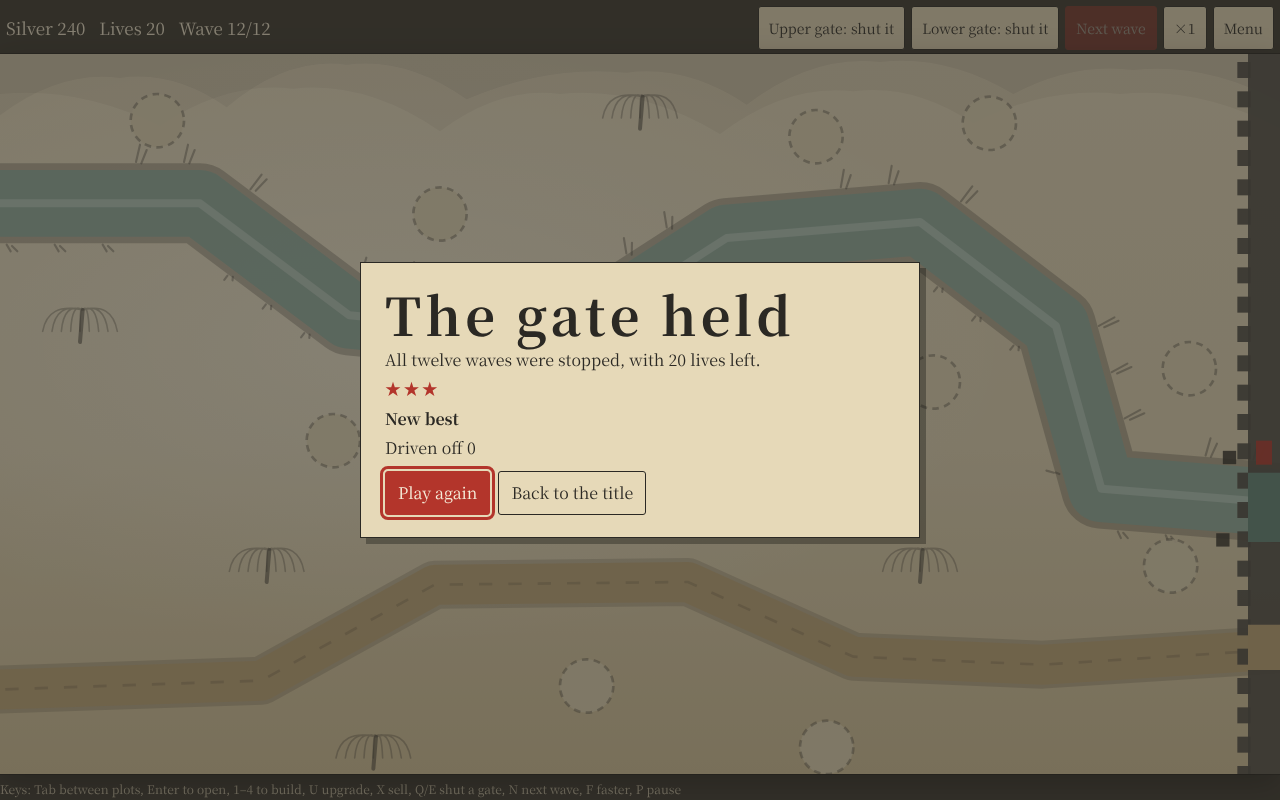 Silver 240 Lives 20 Wave 12/12
Upper gate: shut it Lower gate: shut it Next wave ×1 Menu
The gate held
All twelve waves were stopped, with 20 lives left.
★★★
New best
Driven off 0
Play again Back to the title
Keys: Tab between plots, Enter to open, 1–4 to build, U upgrade, X sell, Q/E shut a gate, N next wave, F faster, P pause